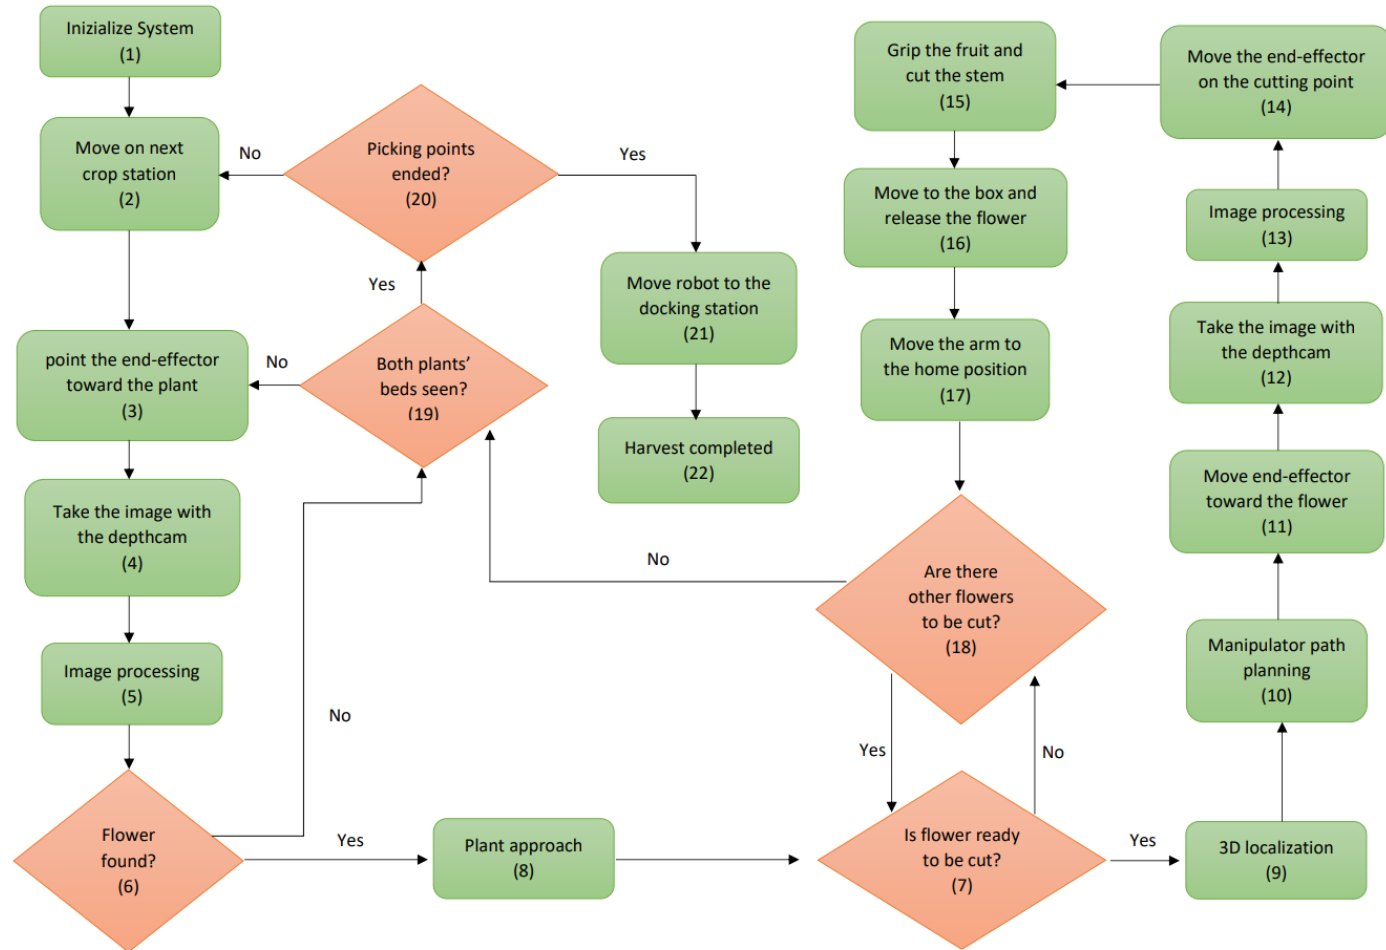 Inizialize System
(1)
Move on next
crop station
(2)
point the end-effector
toward the plant
(3)
Take the image with
the depthcam
(4)
Image processing
(5)
Flower
found?
(6)
No
Yes
Plant approach
(8)
Is flower ready
to be cut?
(7)
Yes
No
3D localization
(9)
Manipulator path
planning
(10)
Move end-effector
toward the flower
(11)
Take the image with
the depthcam
(12)
Image processing
(13)
Move the end-effector
on the cutting point
(14)
Grip the fruit and
cut the stem
(15)
Move to the box and
release the flower
(16)
Move the arm to
the home position
(17)
Are there
other flowers
to be cut?
(18)
Yes
No
Both plants’
beds seen?
(19)
No
Yes
Picking points
ended?
(20)
No
Yes
Move robot to the
docking station
(21)
Harvest completed
(22)